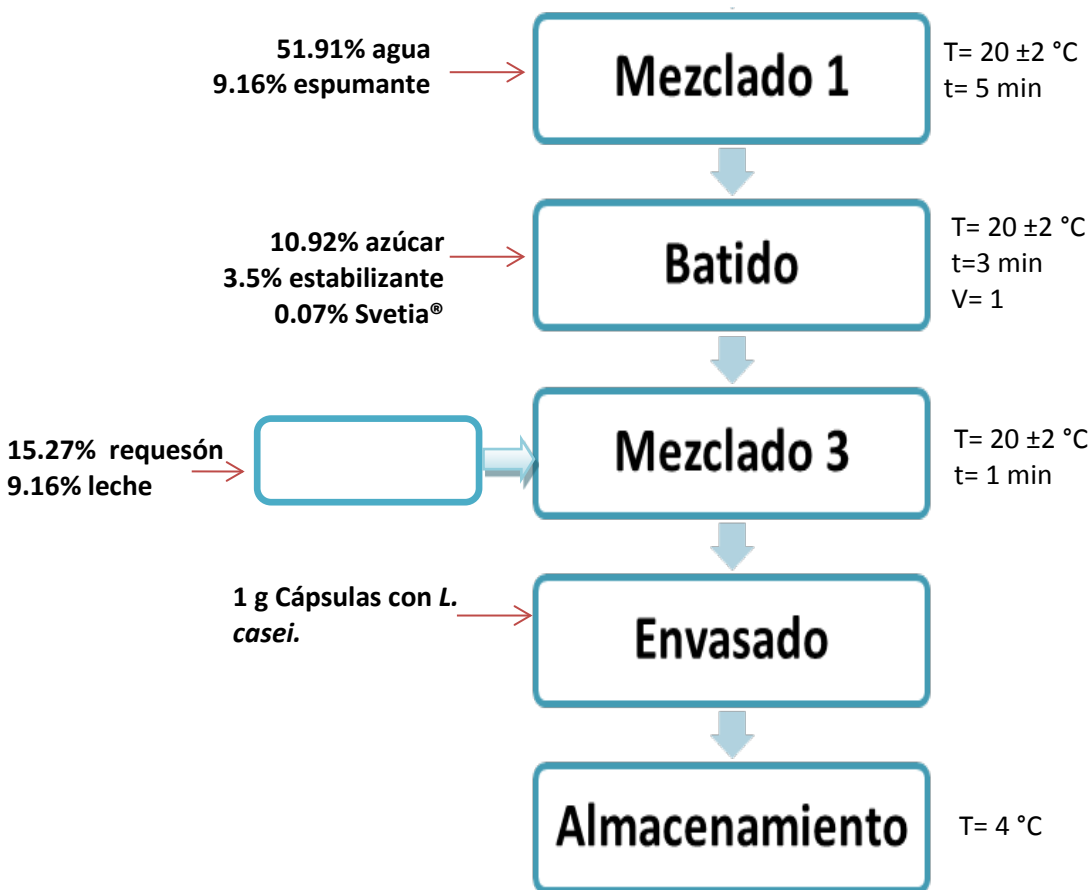 51.91% agua
9.16% espumante
Mezclado 1
T= 20 ±2 °C
t= 5 min
10.92% azúcar
3.5% estabilizante
0.07% Svetia®
Batido
T= 20 ±2 °C
t=3 min
V= 1
15.27% requesón
9.16% leche
Mezclado 3
T= 20 ±2 °C
t= 1 min
1 g Cápsulas con L.
casei.
Envasado
Almacenamiento
T= 4 °C